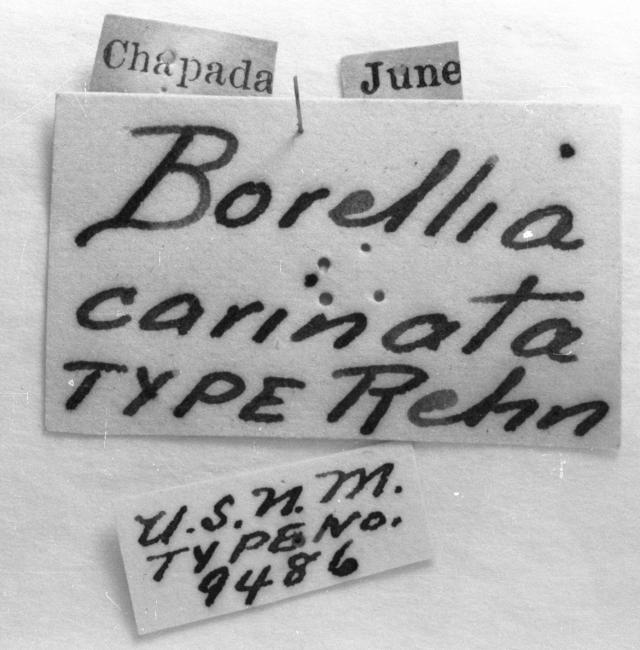 Chapada
June
Borellia
carinata
TYPE Rehn
U.S.N.M.
TYPE NO.
9486